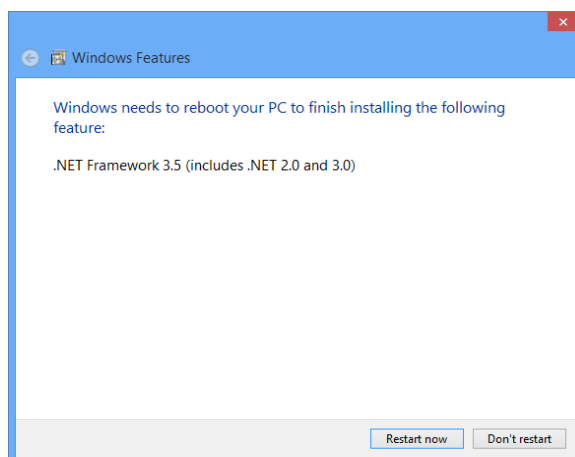 Windows Features
Windows needs to reboot your PC to finish installing the following
feature:
.NET Framework 3.5 (includes .NET 2.0 and 3.0)
Restart now
Don't restart